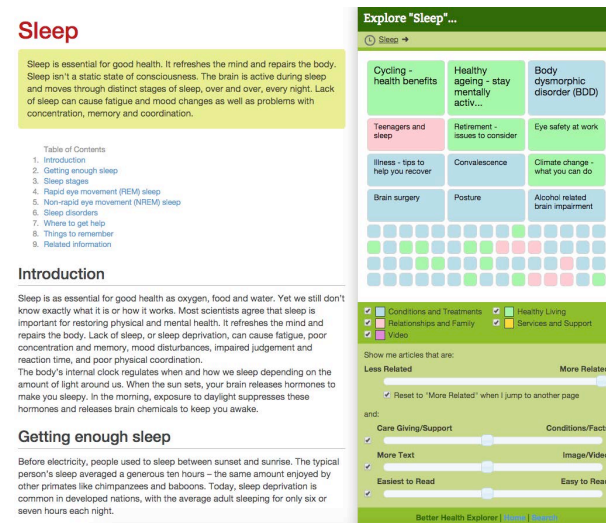 Sleep
Sleep is essential for good health. It refreshes the mind and repairs the body.
Sleep isn't a static state of consciousness. The brain is active during sleep
and moves through distinct stages of sleep, over and over, every night. Lack
of sleep can cause fatigue and mood changes as well as problems with
concentration, memory and coordination.
Table of Contents
1. Introduction
2. Getting enough sleep
3. Sleep stages
4. Rapid eye movement (REM) sleep
5. Non-rapid eye movement (NREM) sleep
6. Sleep disorders
7. Where to get help
8. Things to remember
9. Related information
Introduction
Sleep is as essential for good health as oxygen, food and water. Yet we still don't
know exactly what it is or how it works. Most scientists agree that sleep is
important for restoring physical and mental health. It refreshes the mind and
repairs the body. Lack of sleep, or sleep deprivation, can cause fatigue, poor
concentration and memory, mood disturbances, impaired judgement and
reaction time, and poor physical coordination.
The body's internal clock regulates when and how we sleep depending on the
amount of light around us. When the sun sets, your brain releases hormones to
make you sleepy. In the morning, exposure to daylight suppresses these
hormones and releases brain chemicals to keep you awake.
Getting enough sleep
Before electricity, people used to sleep between sunset and sunrise. The typical
person's sleep averaged a generous ten hours – the same amount enjoyed by
other primates like chimpanzees and baboons. Today, sleep deprivation is
common in developed nations, with the average adult sleeping for only six or
seven hours each night.
Explore "Sleep"...
Sleep ➔
Cycling -
health benefits
Healthy
ageing - stay
mentally
activ...
Body
dysmorphic
disorder (BDD)
Teenagers and
sleep
Retirement -
issues to consider
Eye safety at work
Illness - tips to
help you recover
Convalescence
Climate change -
what you can do
Brain surgery
Posture
Alcohol related
brain impairment
Conditions and Treatments
Healthy Living
Relationships and Family
Services and Support
Video
Show me articles that are:
Less Related
More Related
Reset to "More Related" when I jump to another page
and:
Care Giving/Support
Conditions/Facts
More Text
Image/Video
Easiest to Read
Easy to Read
Better Health Explorer | Home | Search